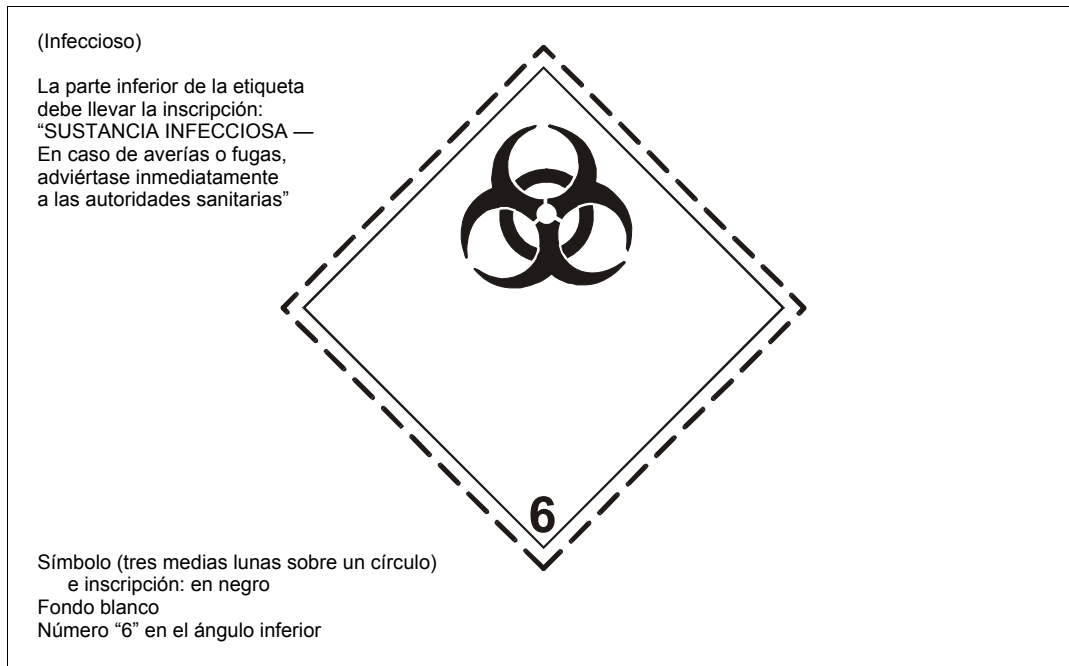 (Infeccioso)
La parte inferior de la etiqueta
debe llevar la inscripción:
“SUSTANCIA INFECCIOSA —
En caso de averías o fugas,
adviértase inmediatamente
a las autoridades sanitarias”
6
Símbolo (tres medias lunas sobre un círculo)
e inscripción: en negro
Fondo blanco
Número “6” en el ángulo inferior